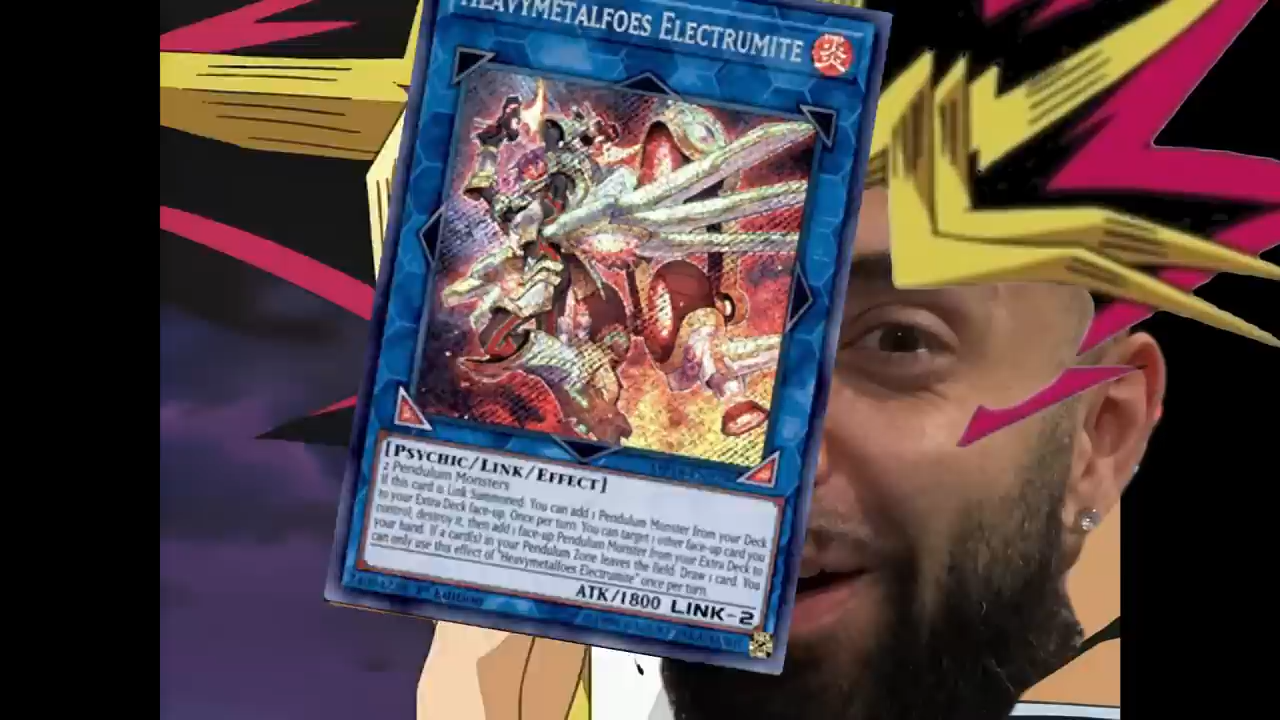 HEAVYMETALFOES ELECTRUMITE 炎
[PSYCHIC/LINK/EFFECT]
2 Pendulum Monsters
If this card is Link Summoned: You can add 1 Pendulum Monster from your Deck
to your Extra Deck face-up. Once per turn: You can target 1 other face-up card you
control; destroy it, then add 1 face-up Pendulum Monster from your Extra Deck to
your hand. If a card(s) in your Pendulum Zone leaves the field: Draw 1 card. You
can only use this effect of "Heavymetalfoes Electrumite" once per turn.
ATK/1800 LINK-2
1st Edition